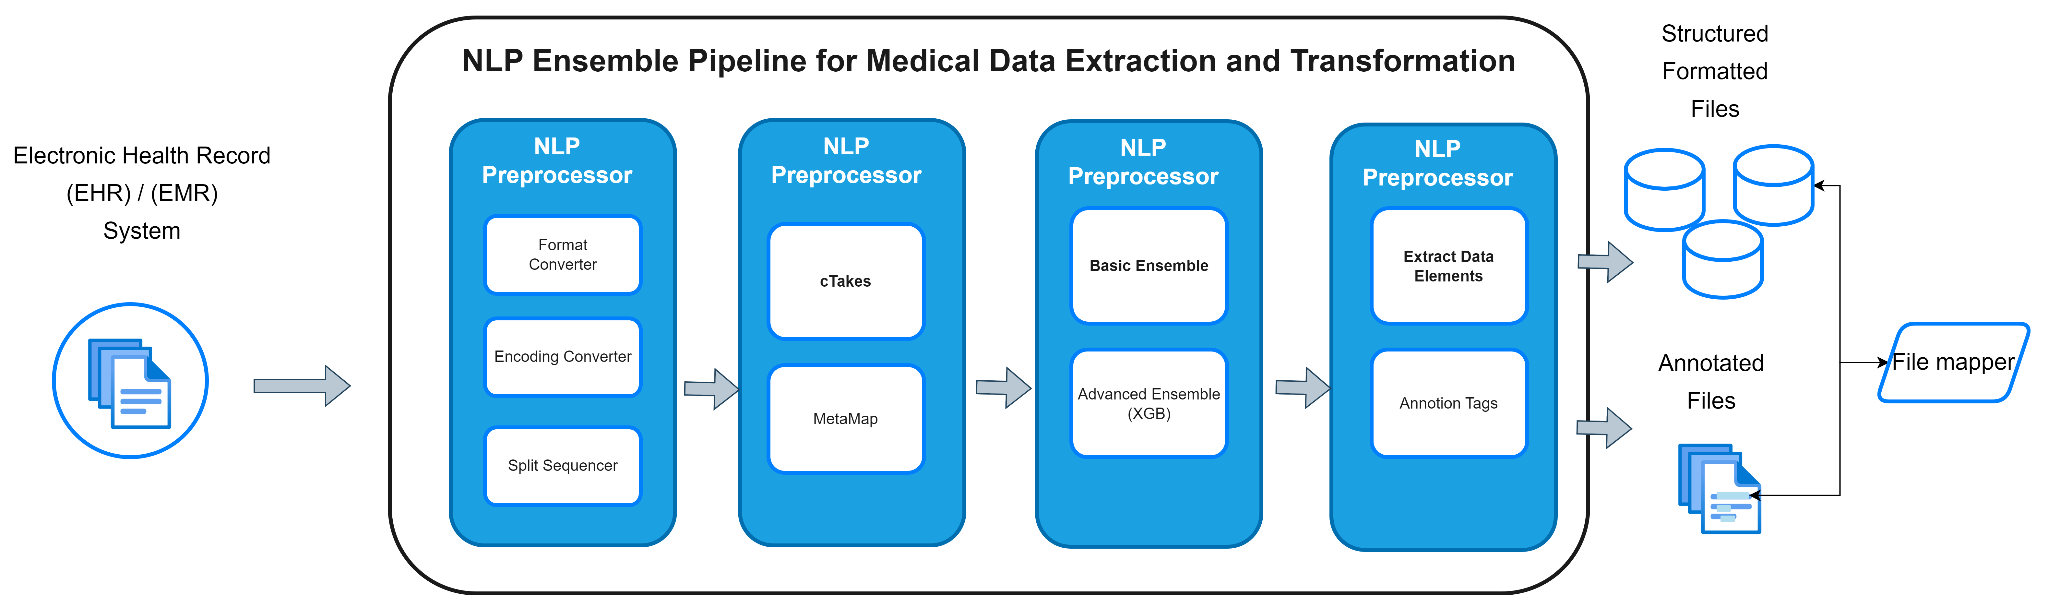 NLP Ensemble Pipeline for Medical Data Extraction and Transformation
Electronic Health Record
(EHR) / (EMR)
System
NLP
Preprocessor
Format
Converter
Encoding Converter
Split Sequencer
NLP
Preprocessor
cTakes
MetaMap
NLP
Preprocessor
Basic Ensemble
Advanced Ensemble
(XGB)
NLP
Preprocessor
Extract Data
Elements
Annotion Tags
Structured
Formatted
Files
Annotated
Files
File mapper